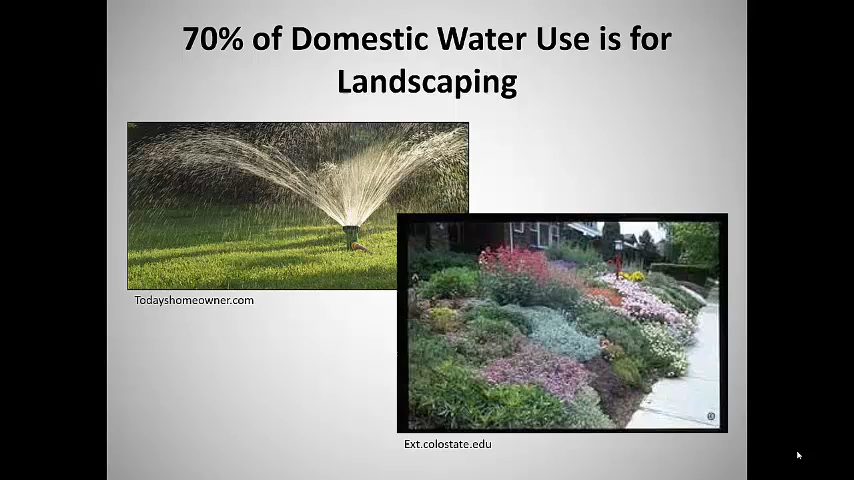 70% of Domestic Water Use is for
Landscaping
Todayshomeowner.com
Ext.colostate.edu